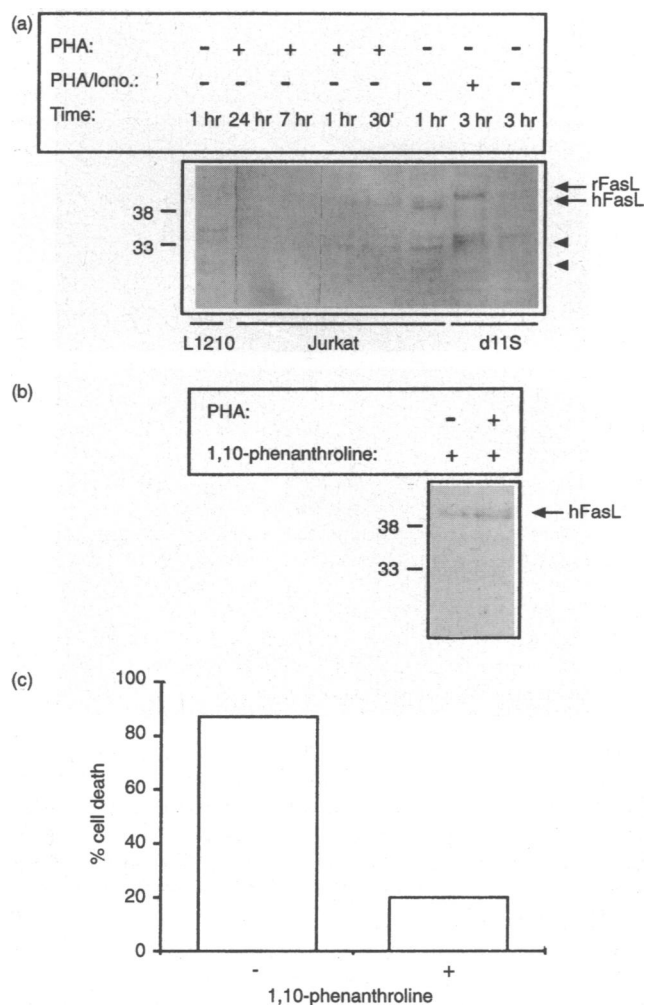 (a)
PHA: - + + + + - - -
PHA/Iono.: - - - - - - + -
Time: 1 hr 24 hr 7 hr 1 hr 30' 1 hr 3 hr 3 hr
rFasL
hFasL
38
33
L1210 Jurkat d11S
(b)
PHA: - +
1,10-phenanthroline: + +
hFasL
38
33
(c)
100
80
60
40
20
0
% cell death
- +
1,10-phenanthroline